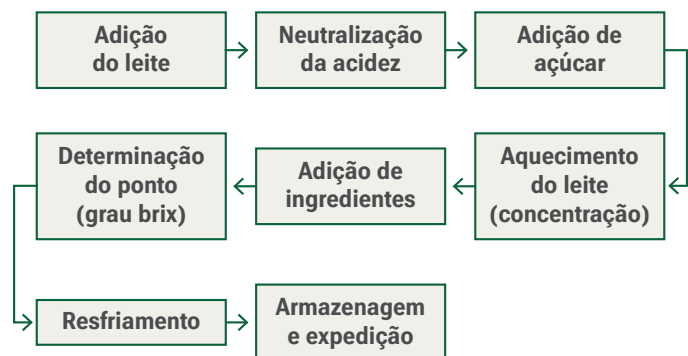 Adição
do leite
Neutralização
da acidez
Adição de
açúcar
Aquecimento
do leite
(concentração)
Adição de
ingredientes
Determinação
do ponto
(grau brix)
Resfriamento
Armazenagem
e expedição